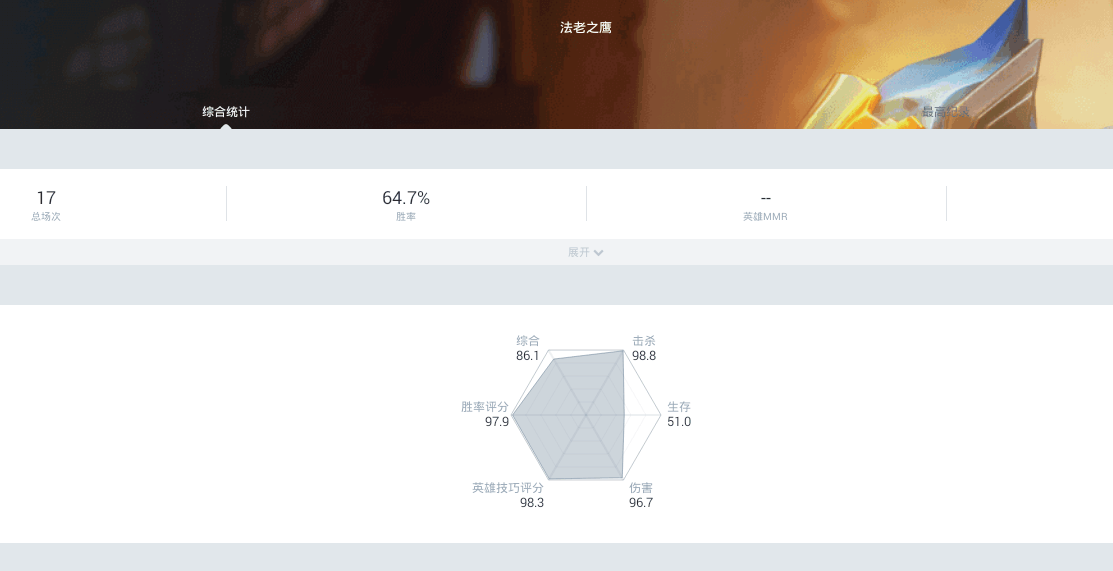 法老之鹰
综合统计
最高纪录
17
总场次
64.7%
胜率
--
英雄MMR
展开
综合
86.1
击杀
98.8
胜率评分
97.9
生存
51.0
英雄技巧评分
98.3
伤害
96.7